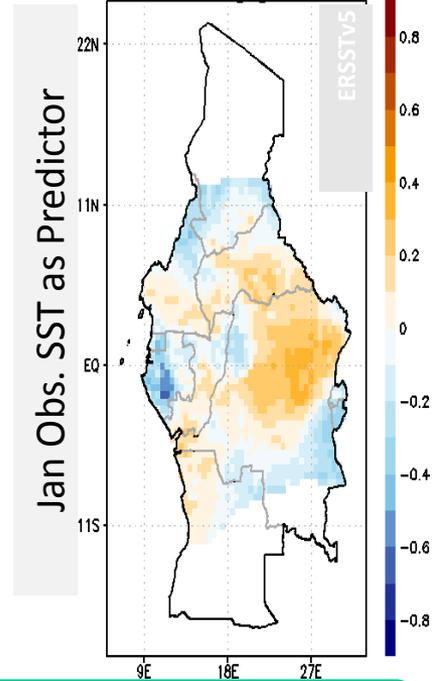 Jan Obs. SST as Predictor
ERSSTv5
22N
11N
EQ
11S
9E 18E 27E
0.8
0.6
0.4
0.2
0
-0.2
-0.4
-0.6
-0.8